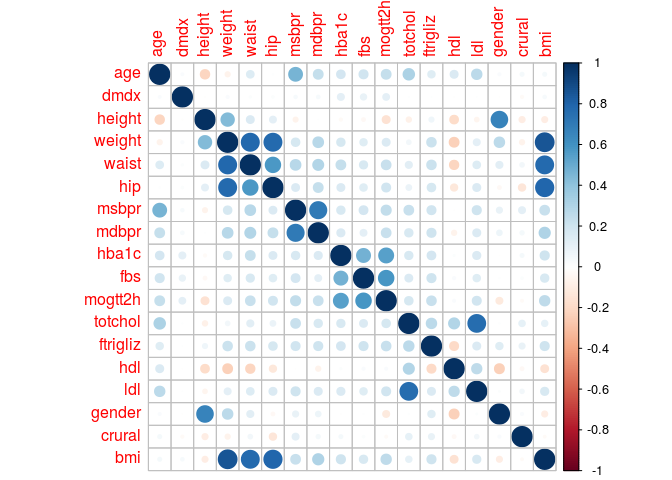 age
dmdx
height
weight
waist
hip
msbpr
mdbpr
hba1c
fbs
mogtt2h
totchol
ftrigliz
hdl
ldl
gender
crural
bmi
age
dmdx
height
weight
waist
hip
msbpr
mdbpr
hba1c
fbs
mogtt2h
totchol
ftrigliz
hdl
ldl
gender
crural
bmi
1
0.8
0.6
0.4
0.2
0
-0.2
-0.4
-0.6
-0.8
-1